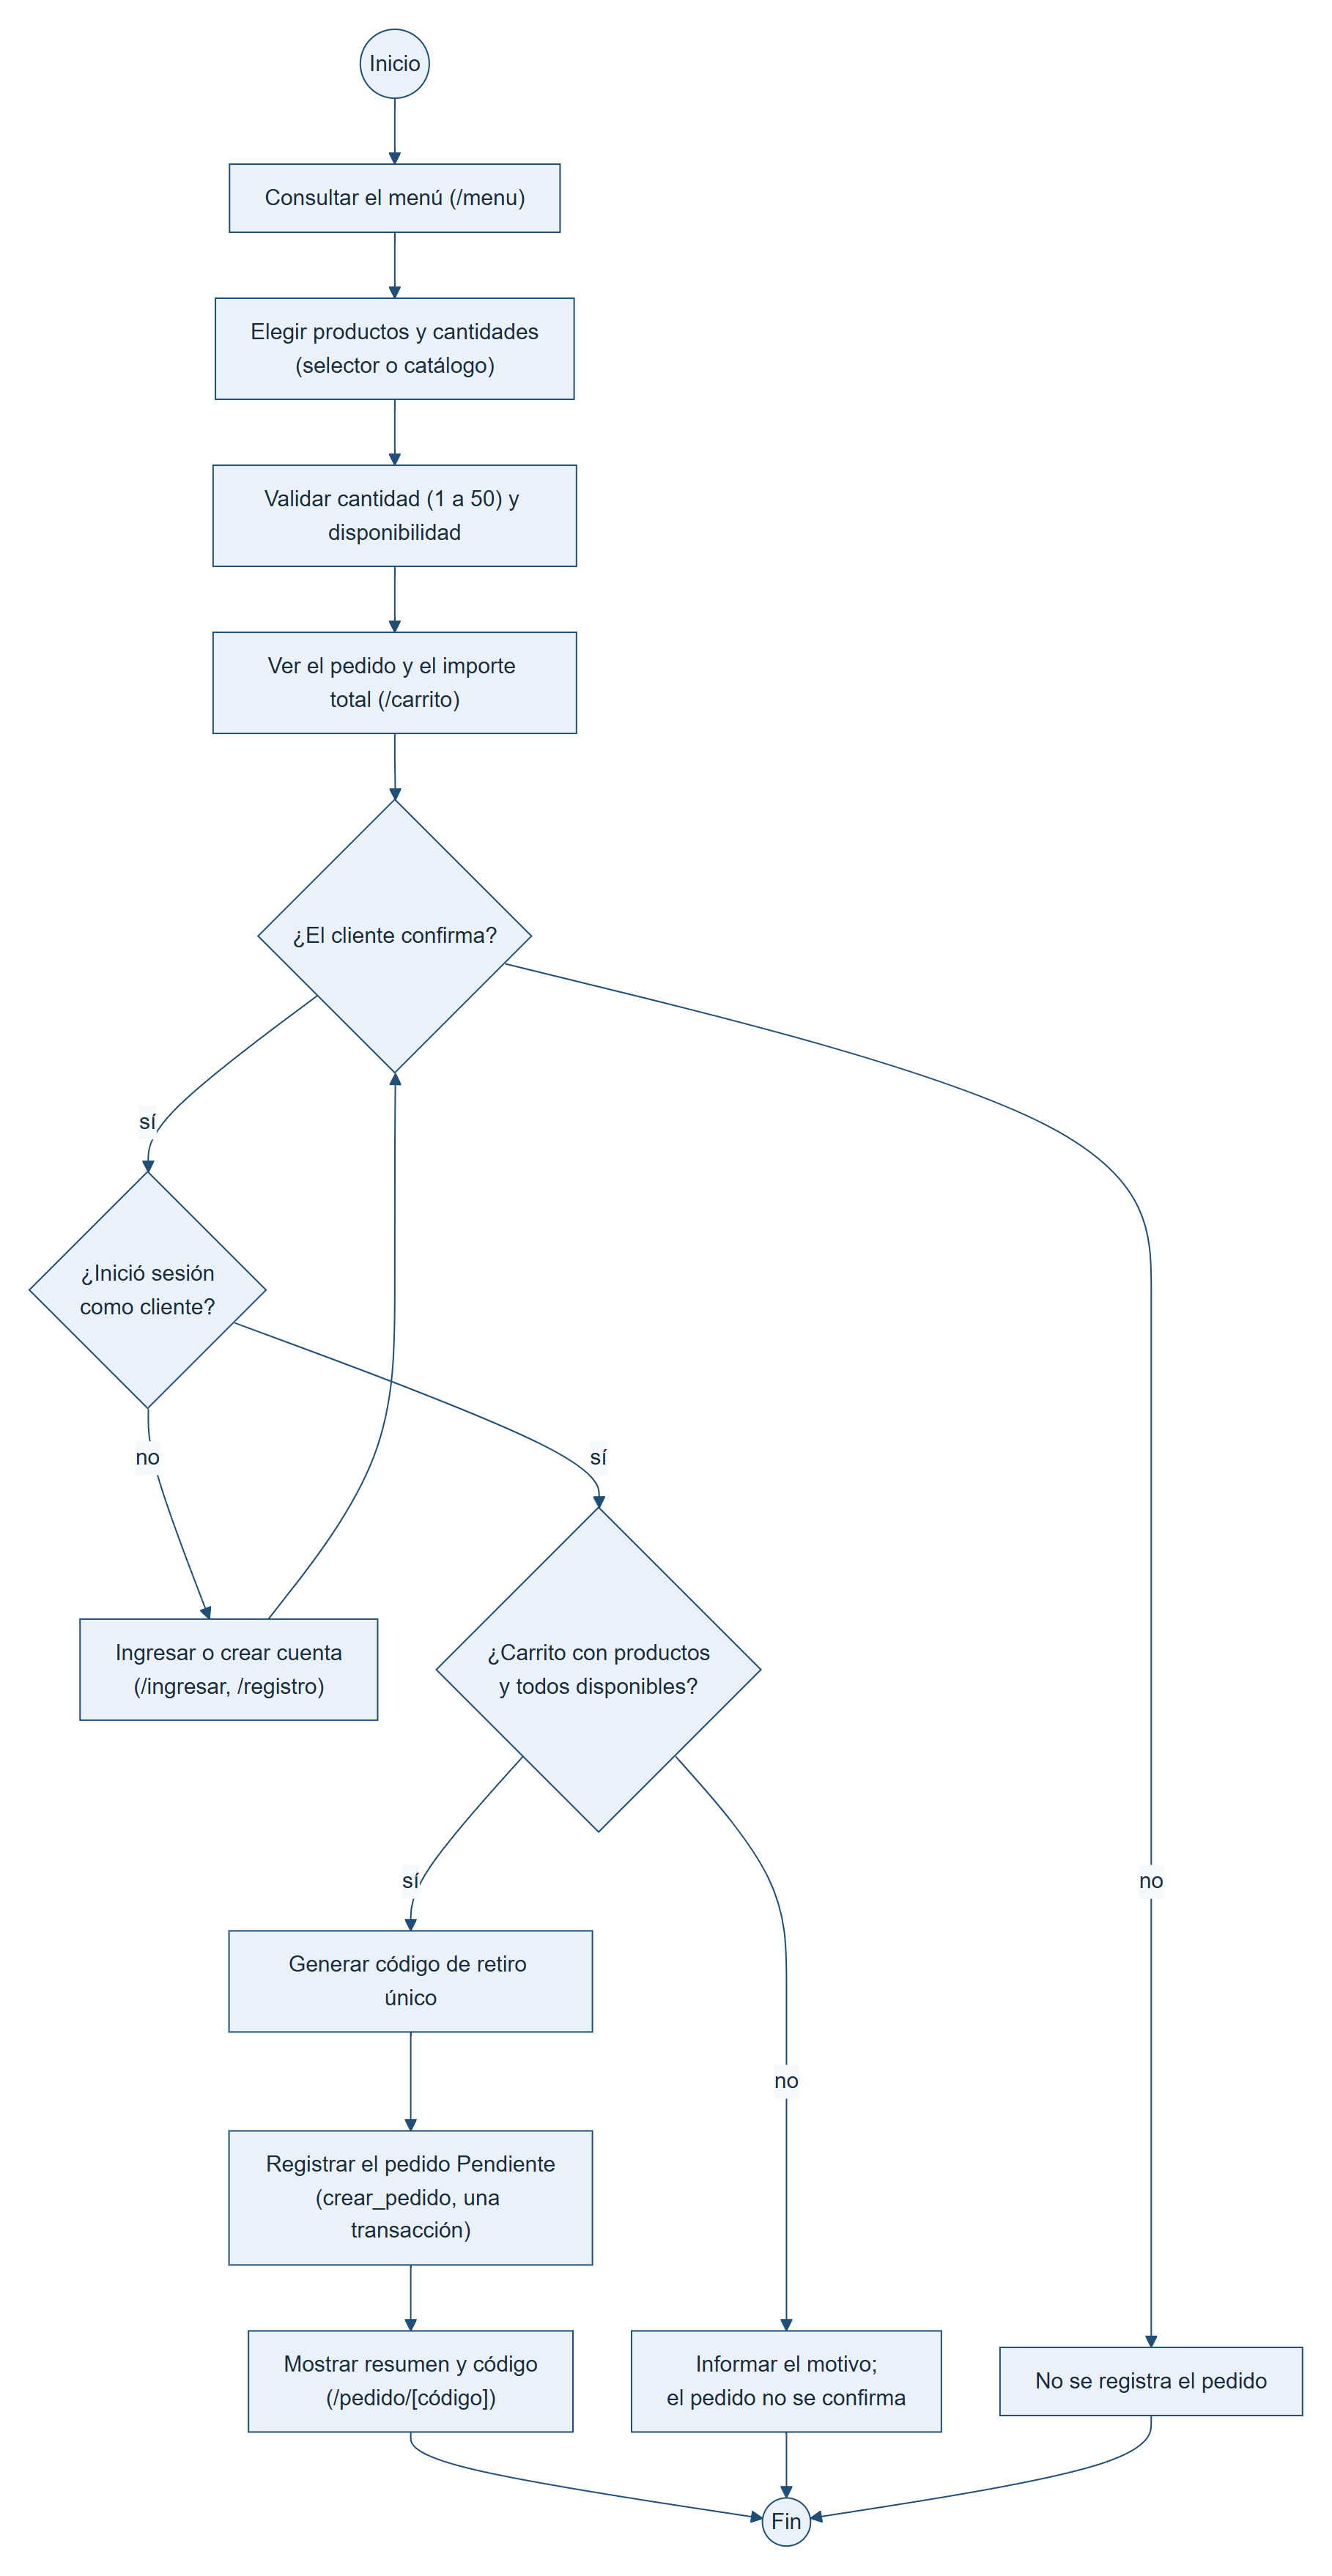 Inicio
Consultar el menú (/menu)
Elegir productos y cantidades
(selector o catálogo)
Validar cantidad (1 a 50) y
disponibilidad
Ver el pedido y el importe
total (/carrito)
¿El cliente confirma?
sí
¿Inició sesión
como cliente?
no
sí
Ingresar o crear cuenta
(/ingresar, /registro)
¿Carrito con productos
y todos disponibles?
sí
no
Generar código de retiro
único
no
Registrar el pedido Pendiente
(crear_pedido, una
transacción)
Mostrar resumen y código
(/pedido/[código])
Informar el motivo;
el pedido no se confirma
No se registra el pedido
Fin